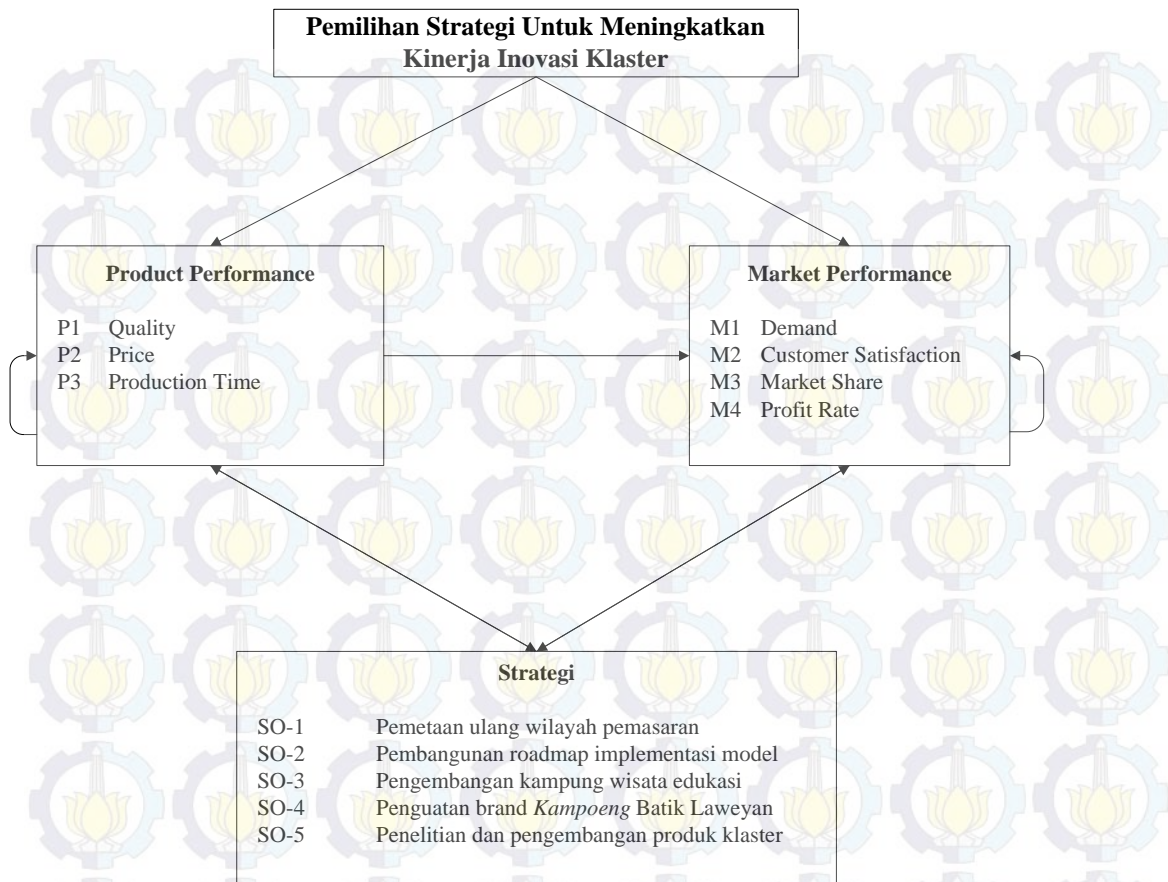 Pemilihan Strategi Untuk Meningkatkan
Kinerja Inovasi Klaster
Product Performance
P1 Quality
P2 Price
P3 Production Time
Market Performance
M1 Demand
M2 Customer Satisfaction
M3 Market Share
M4 Profit Rate
Strategi
SO-1 Pemetaan ulang wilayah pemasaran
SO-2 Pembangunan roadmap implementasi model
SO-3 Pengembangan kampung wisata edukasi
SO-4 Penguatan brand Kampoeng Batik Laweyan
SO-5 Penelitian dan pengembangan produk klaster